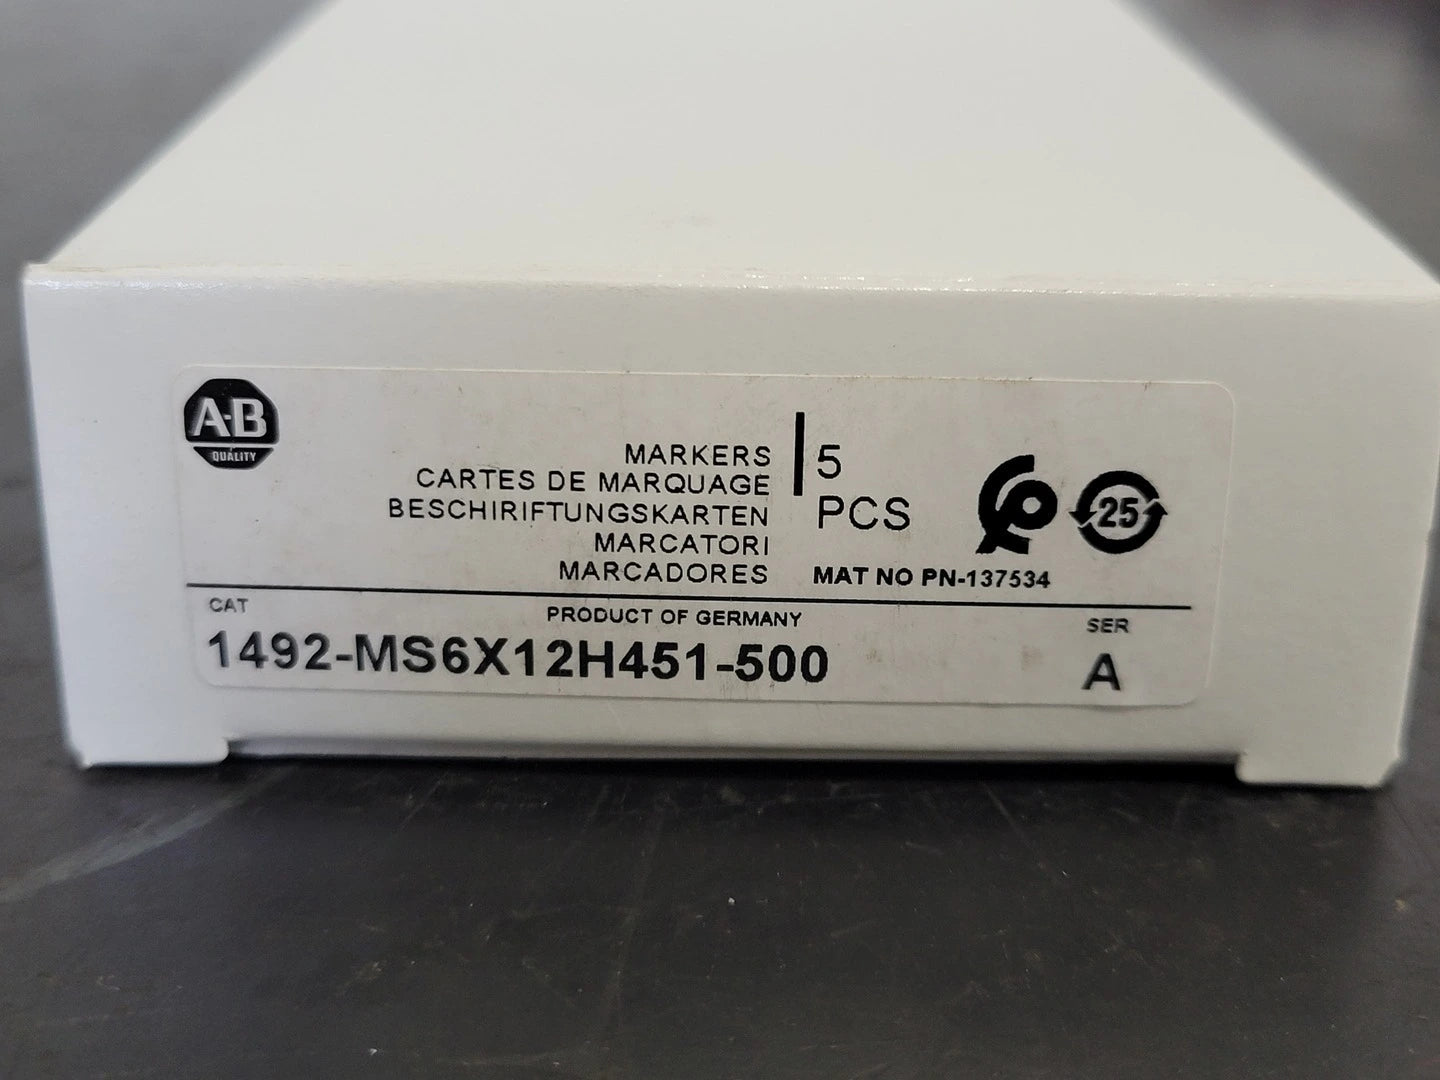 A-B
QUALITY
MARKERS
CARTES DE MARQUAGE
BESCHIRIFTUNGSKARTEN
MARCATORI
MARCADORES
5
PCS
25
MAT NO PN-137534
CAT
PRODUCT OF GERMANY
SER
1492-MS6X12H451-500
A